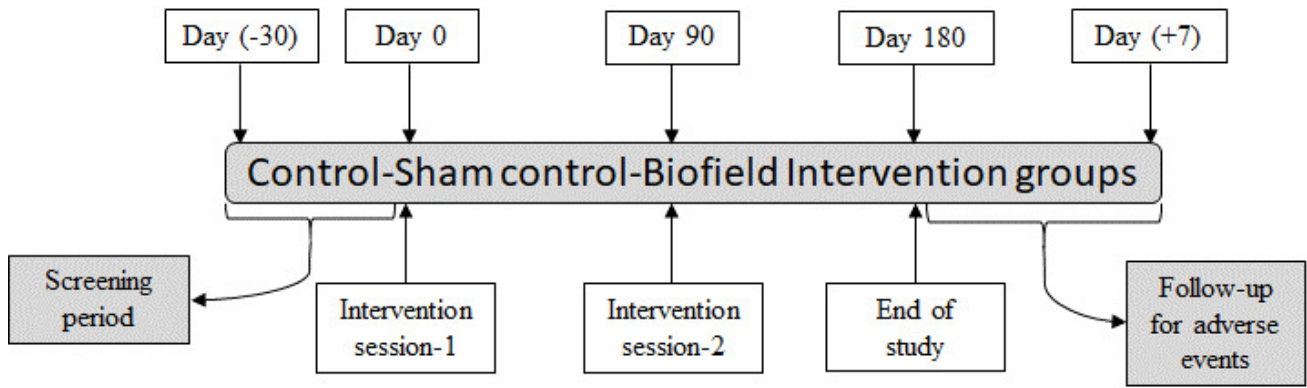 Day (-30)
Day 0
Day 90
Day 180
Day (+7)
Control-Sham control-Biofield Intervention groups
Screening
period
Intervention
session-1
Intervention
session-2
End of
study
Follow-up
for adverse
events